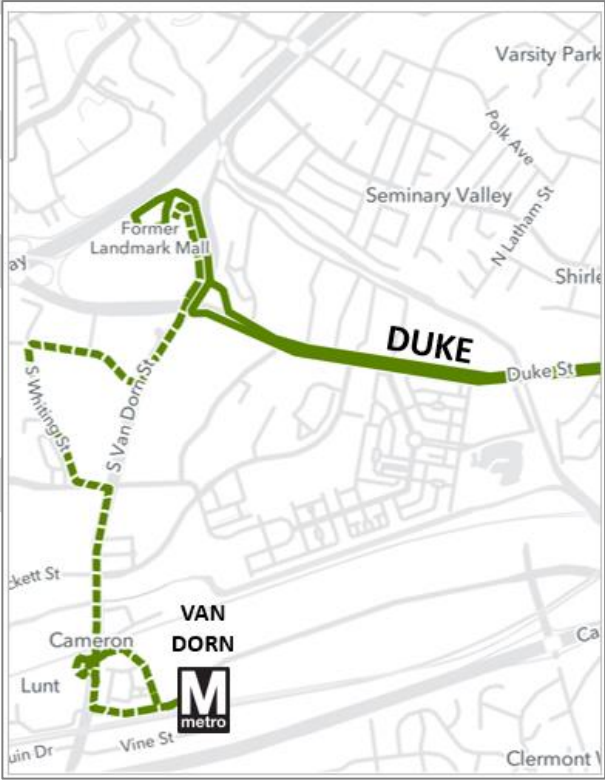 Varsity Park
Polk Ave
Seminary Valley
N Latham St
Former
Landmark Mall
ay
Shirle
DUKE
Duke St
S Whiting St
S Van Dorn St
ckett St
VAN
DORN
Cameron
Ca
Lunt
M
metro
uin Dr
Vine St
Clermont